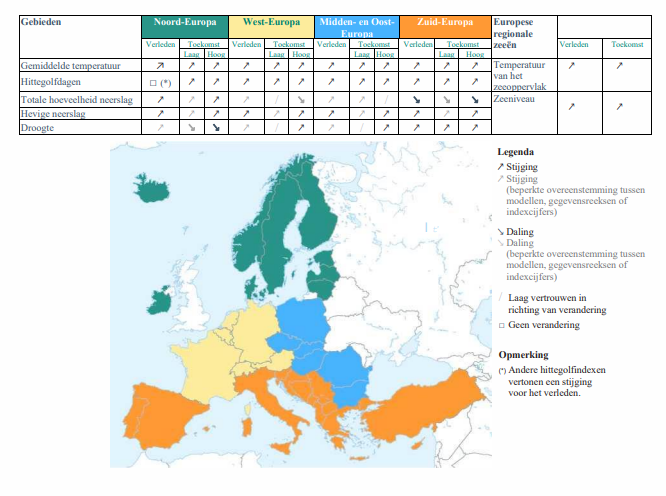 Gebieden Noord-Europa West-Europa Midden- en Oost-Europa Zuid-Europa Europese regionale zeeën
Verleden Toekomst Verleden Toekomst Verleden Toekomst Verleden Toekomst Verleden Toekomst
Laag Hoog Laag Hoog Laag Hoog Laag Hoog
Gemiddelde temperatuur ↗ ↗ ↗ ↗ ↗ ↗ ↗ ↗ ↗ ↗ ↗ ↗ Temperatuur van het zeeoppervlak ↗ ↗
Hittegolfdagen □ (*) ↗ ↗ ↗ ↗ ↗ ↗ ↗ ↗ ↗ ↗ ↗
Totale hoeveelheid neerslag ↗ ↗ ↗ ↗ / ↘ ↗ / ↗ ↘ ↘ ↘ Zeeniveau ↗ ↗
Hevige neerslag ↗ ↗ ↗ ↗ ↗ ↗ ↗ ↗ ↗ ↗ ↗ ↗
Droogte ↗ ↘ ↘ ↗ / ↗ ↗ / ↗ ↗ ↗ ↗
Legenda
↗ Stijging
↗ Stijging
(beperkte overeenstemming tussen
modellen, gegevensreeksen of
indexcijfers)
↘ Daling
↘ Daling
(beperkte overeenstemming tussen
modellen, gegevensreeksen of
indexcijfers)
/ Laag vertrouwen in
richting van verandering
□ Geen verandering
Opmerking
(*) Andere hittegolfindexen
vertonen een stijging
voor het verleden.